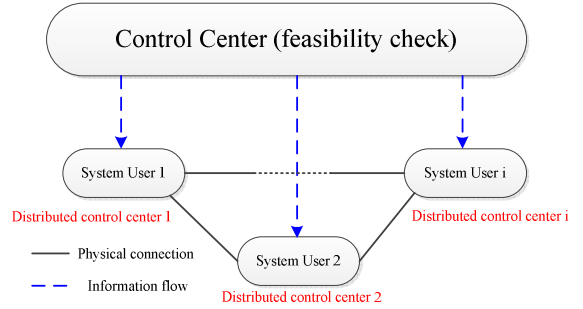 Control Center (feasibility check)
System User 1
System User i
Distributed control center 1
Distributed control center i
Physical connection
System User 2
Information flow
Distributed control center 2